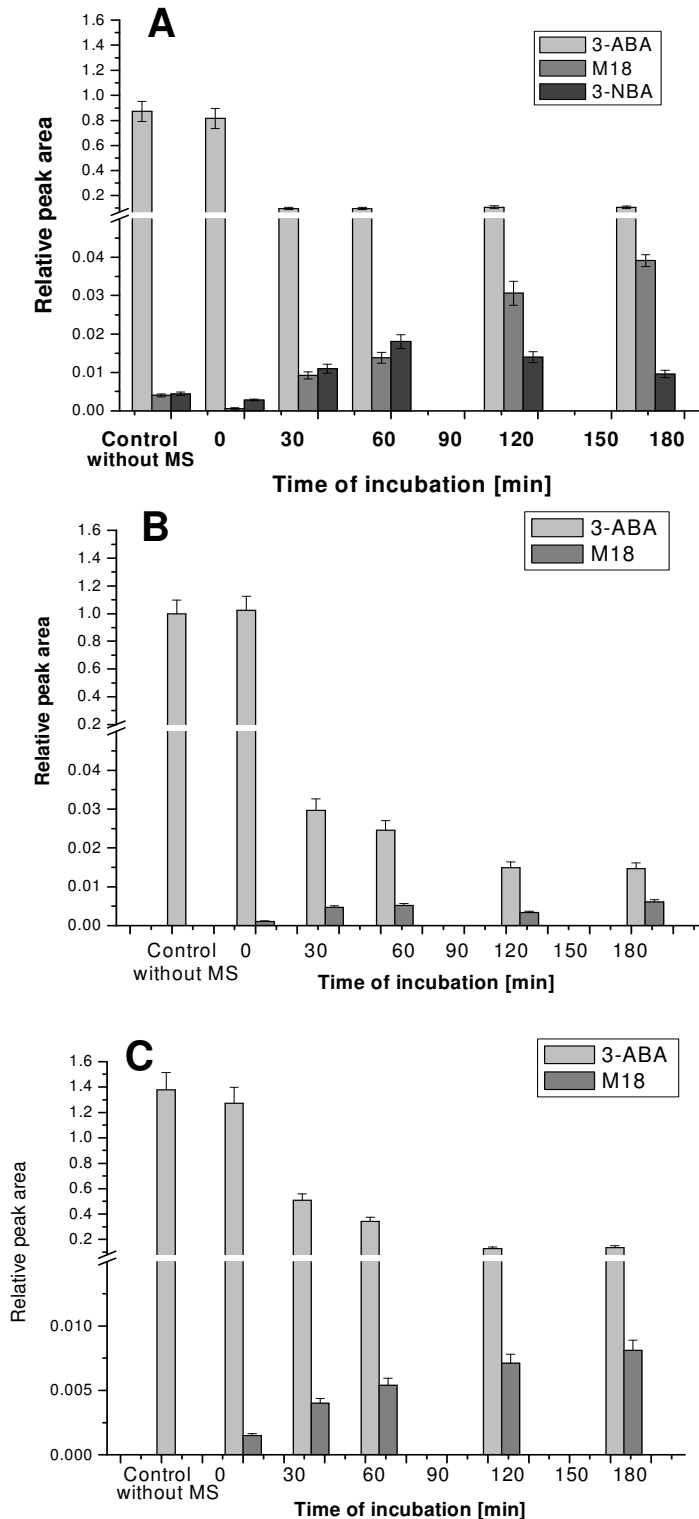 A
3-ABA
M18
3-NBA
Relative peak area
1.6
1.4
1.2
1.0
0.8
0.6
0.4
0.2
0.04
0.03
0.02
0.01
0.00
Control without MS
0 30 60 90 120 150 180
Time of incubation [min]
B
3-ABA
M18
Relative peak area
1.6
1.4
1.2
1.0
0.8
0.6
0.4
0.2
0.04
0.03
0.02
0.01
0.00
Control without MS
0 30 60 90 120 150 180
Time of incubation [min]
C
3-ABA
M18
Relative peak area
1.6
1.4
1.2
1.0
0.8
0.6
0.4
0.2
0.010
0.005
0.000
Control without MS
0 30 60 90 120 150 180
Time of incubation [min]